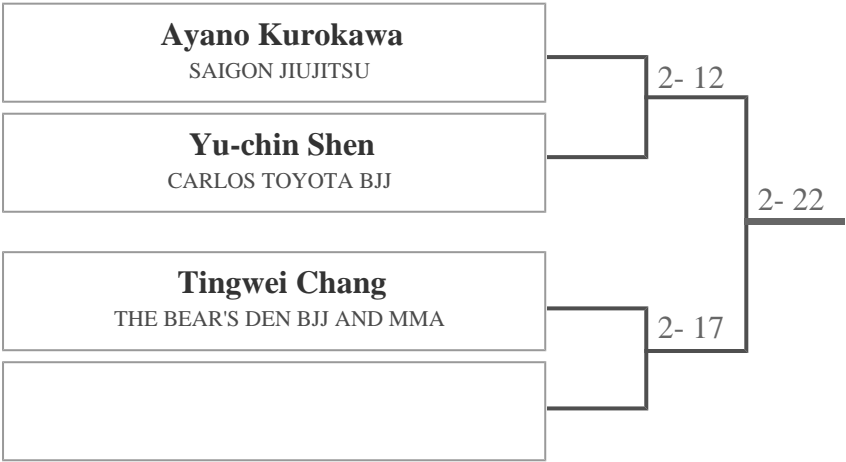 Ayano Kurokawa
SAIGON JIUJITSU
2- 12
Yu-chin Shen
CARLOS TOYOTA BJJ
2- 22
Tingwei Chang
THE BEAR'S DEN BJJ AND MMA
2- 17